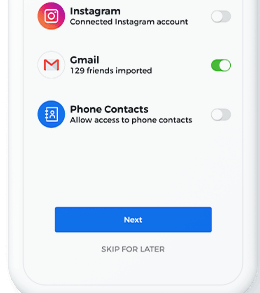 Instagram
Connected Instagram account
Gmail
129 friends imported
Phone Contacts
Allow access to phone contacts
Next
SKIP FOR LATER